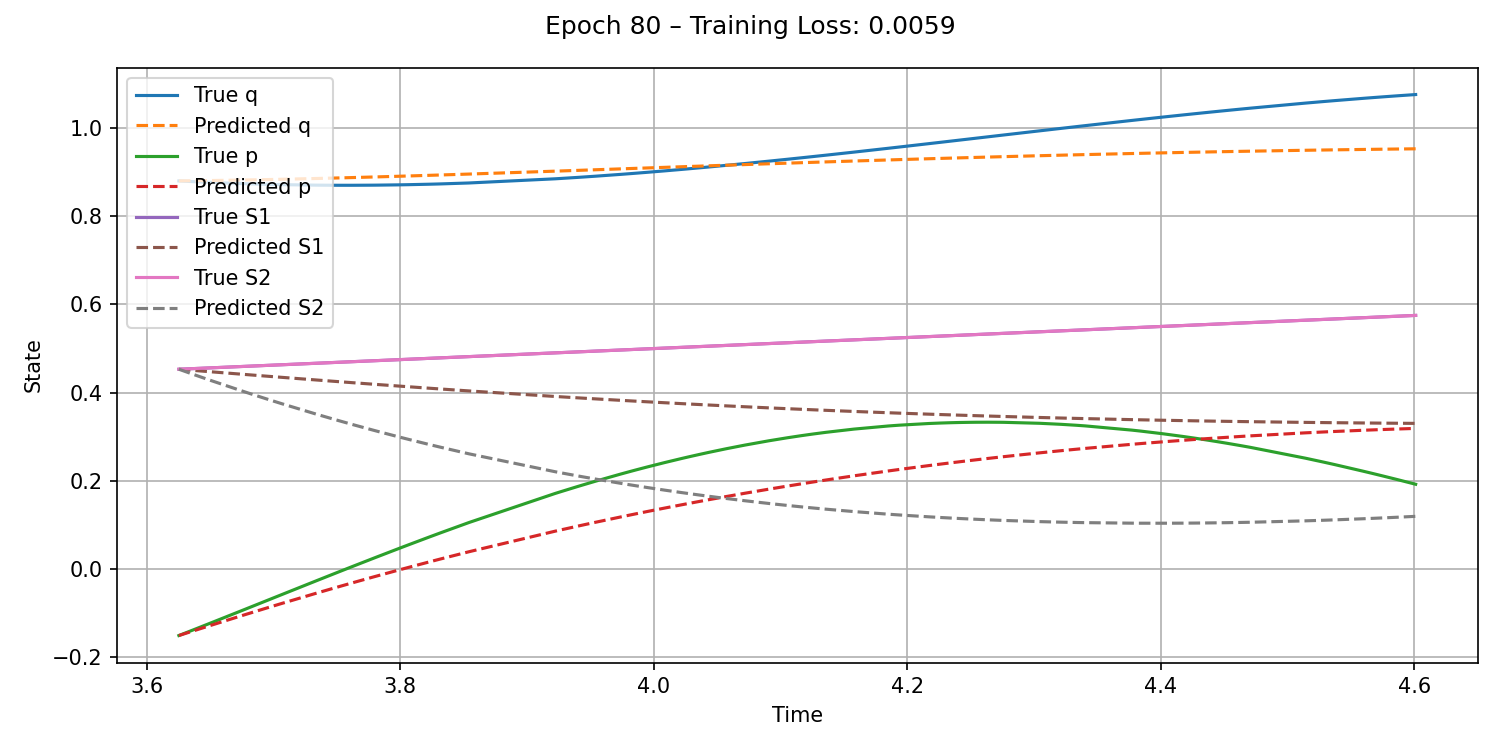 Epoch 80 – Training Loss: 0.0059
True q
Predicted q
True p
Predicted p
True S1
Predicted S1
True S2
Predicted S2
State
1.0
0.8
0.6
0.4
0.2
0.0
−0.2
3.6 3.8 4.0 4.2 4.4 4.6
Time